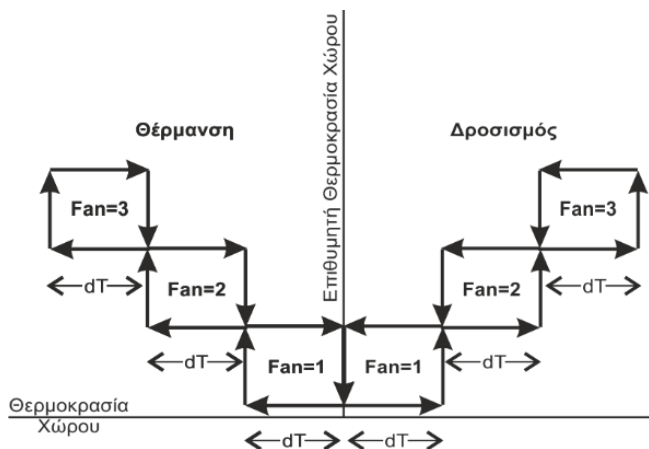 Επιθυμητή Θερμοκρασία Χώρου
Θέρμανση
Δροσισμός
Fan=3
Fan=3
dT
Fan=2
Fan=2
dT
dT
Fan=1
Fan=1
dT
Θερμοκρασία
Χώρου
dT
dT